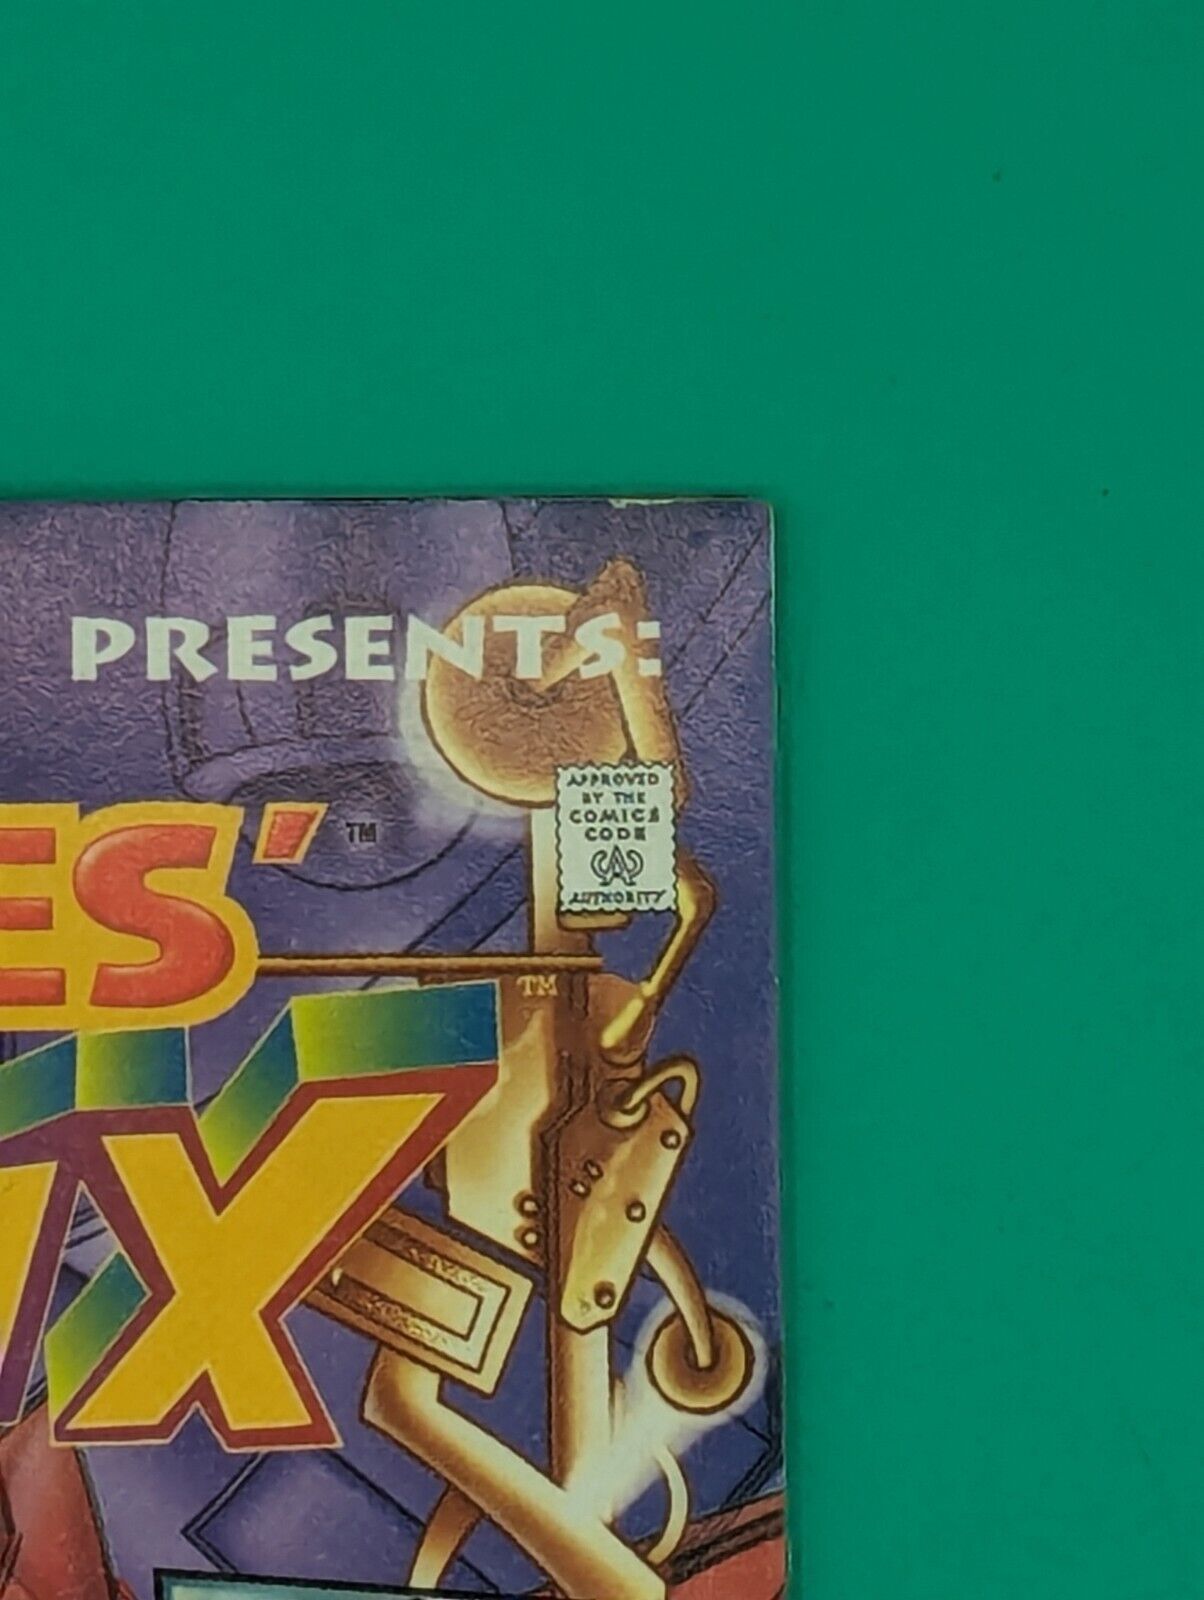 PRESENTS:
APPROVED
BY THE
COMICS
CODE
A
AUTHORITY
ES' TM
TM
X